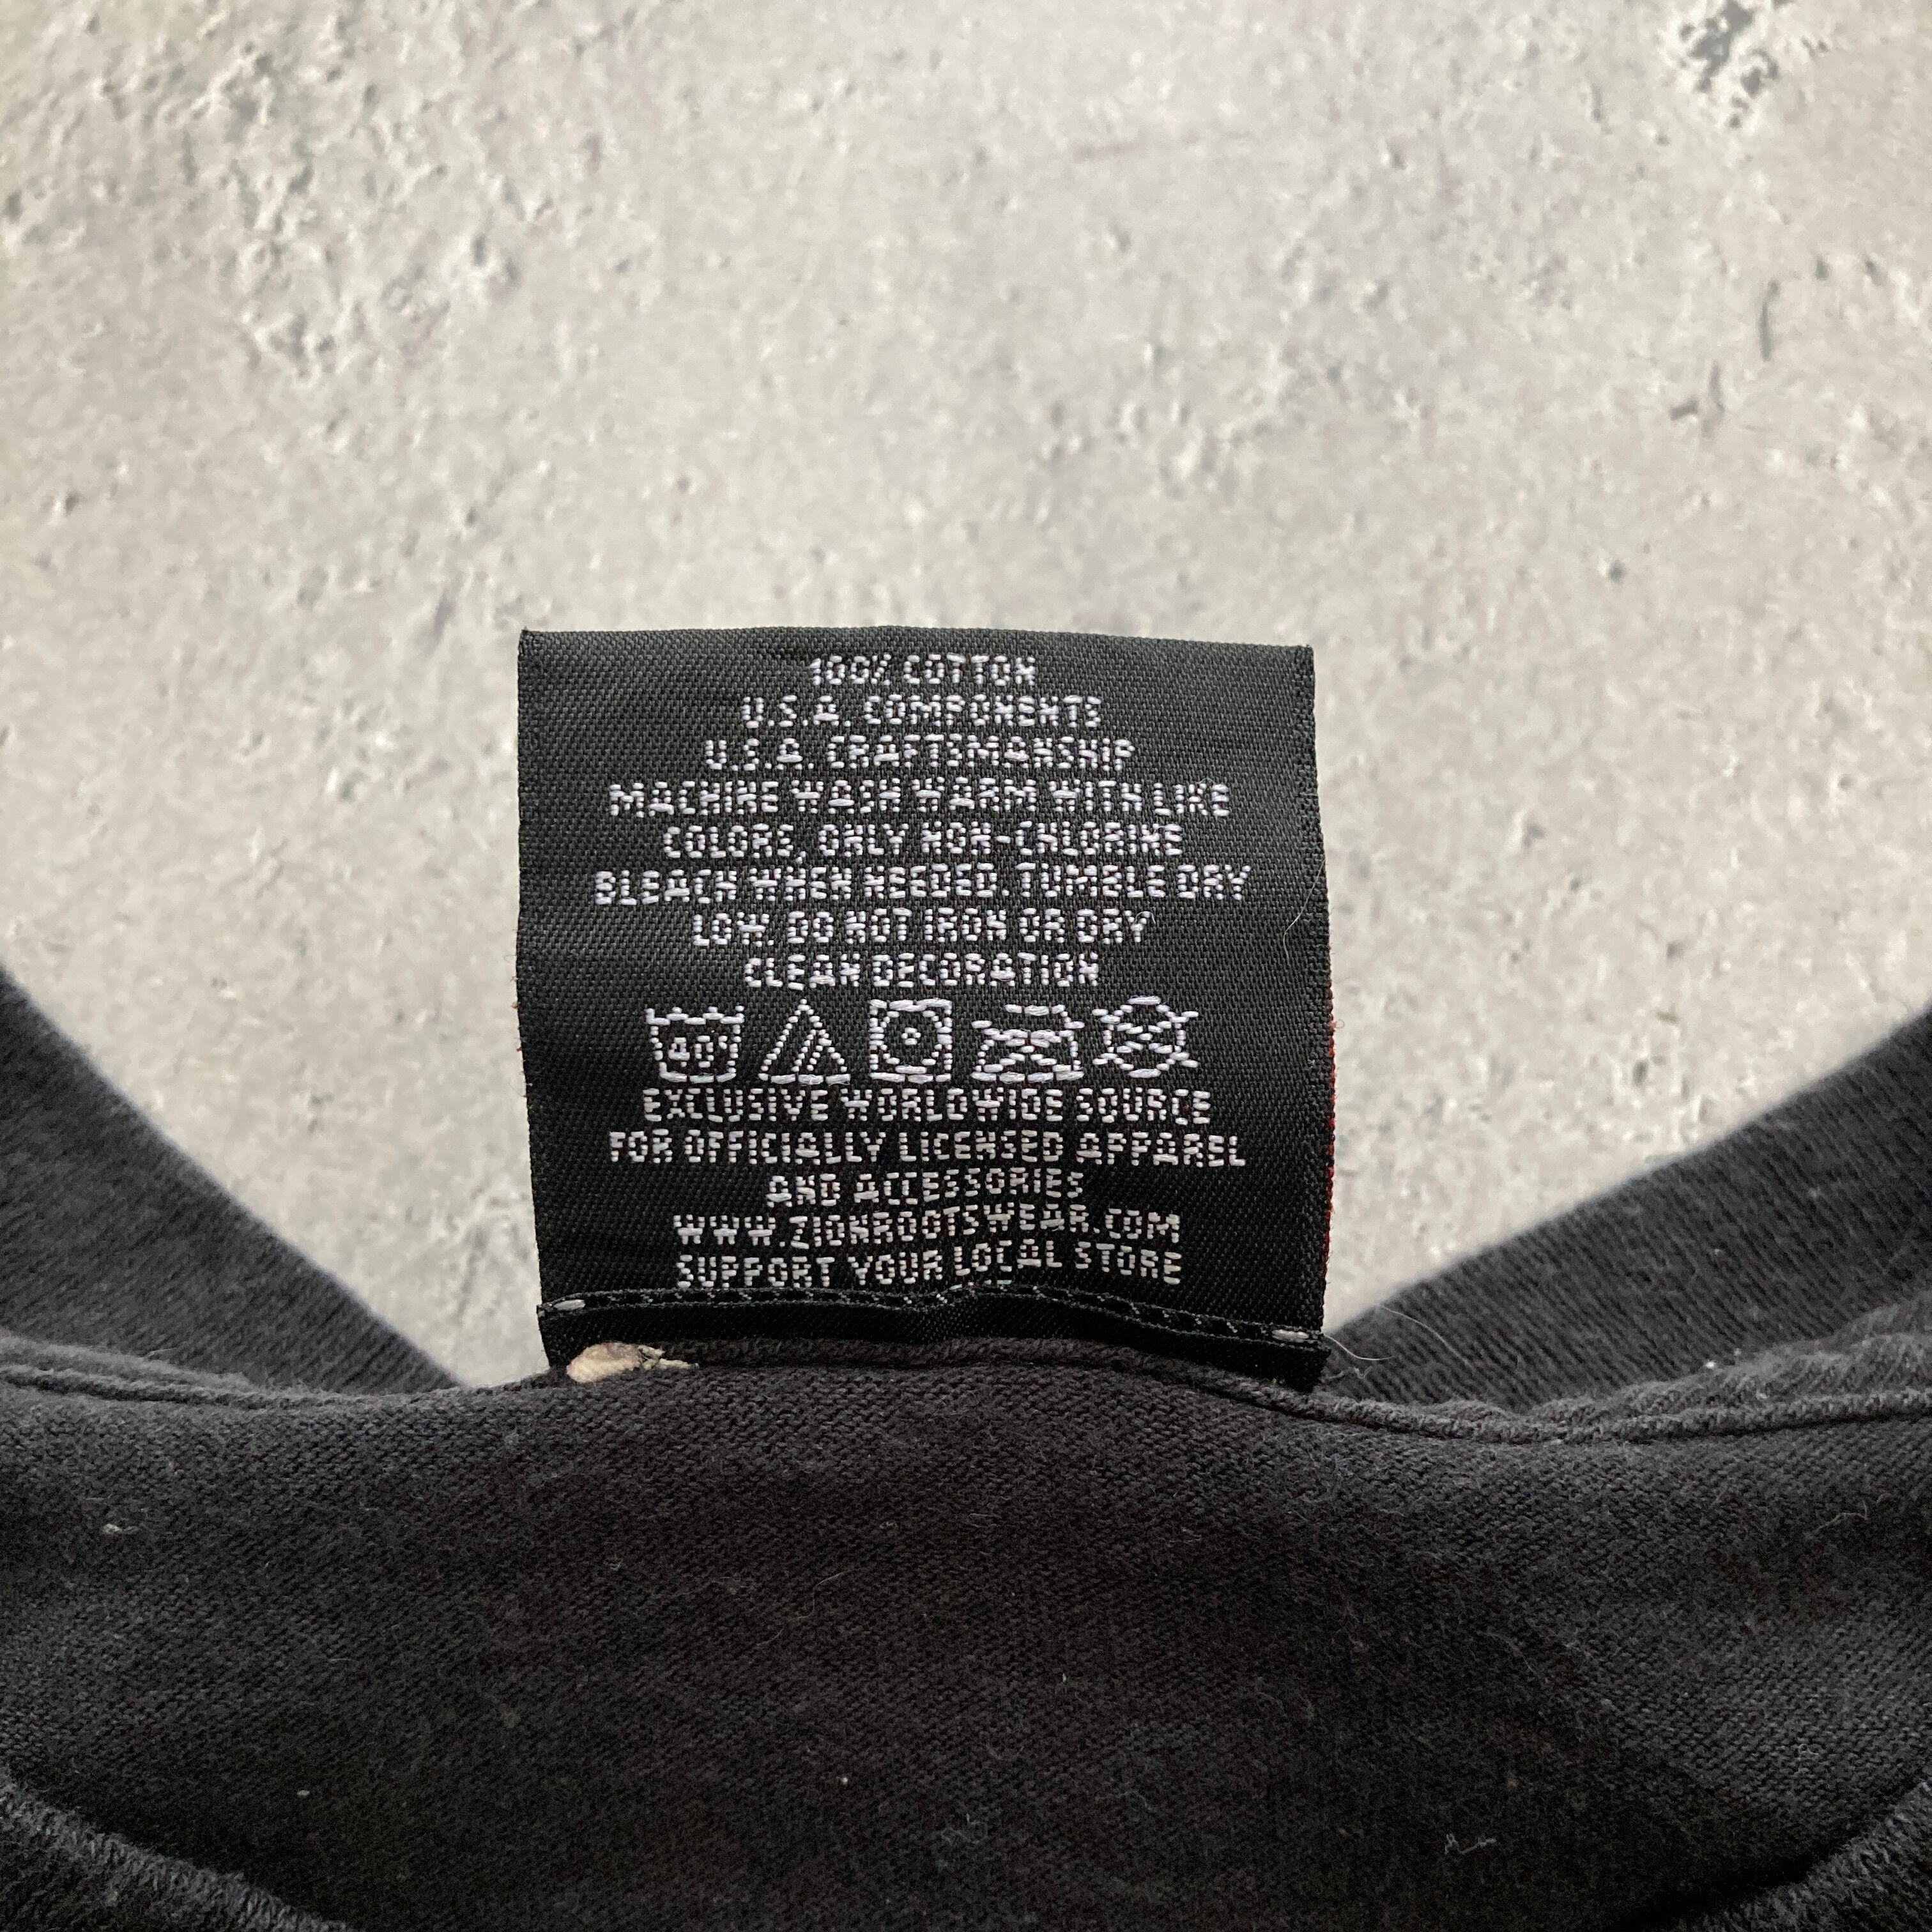 100% COTTON
U.S.A. COMPONENTS
U.S.A. CRAFTSMANSHIP
MACHINE WASH WARM WITH LIKE
COLORS, ONLY NON-CHLORINE
BLEACH WHEN NEEDED. TUMBLE DRY
LOW. DO NOT IRON OR DRY
CLEAN DECORATION
40°
EXCLUSIVE WORLDWIDE SOURCE
FOR OFFICIALLY LICENSED APPAREL
AND ACCESSORIES
WWW.ZIONROOTSWEAR.COM
SUPPORT YOUR LOCAL STORE